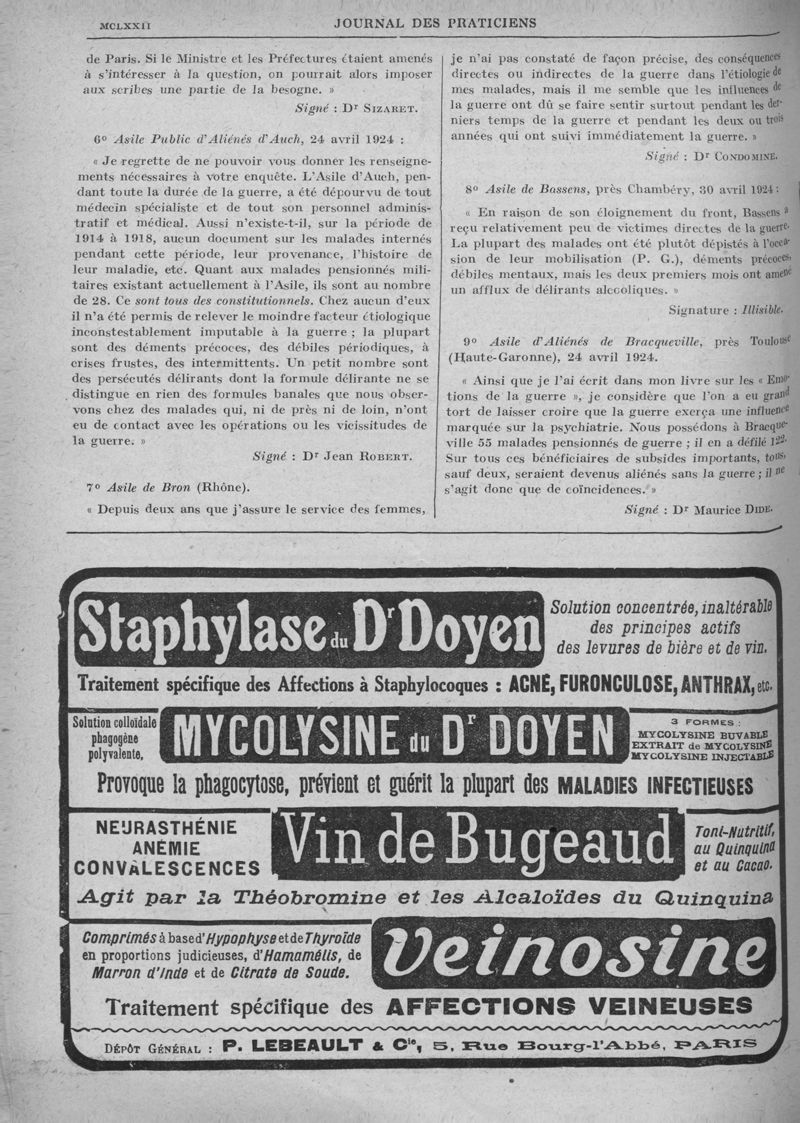 MCLXXII
JOURNAL DES PRATICIENS
de Paris. Si le Ministre et les Préfectures étaient amenés
à s'intéresser à la question, on pourrait alors imposer
aux scribes une partie de la besogne. »
Signé : Dr SIZARET.
6º Asile Public d'Aliénés d'Auch, 24 avril 1924 :
« Je regrette de ne pouvoir vous donner les renseigne-
ments nécessaires à votre enquête. L'Asile d'Auch, pen-
dant toute la durée de la guerre, a été dépourvu de tout
médecin spécialiste et de tout son personnel adminis-
tratif et médical. Aussi n'existe-t-il, sur la période de
1914 à 1918, aucun document sur les malades internés
pendant cette période, leur provenance, l'histoire de
leur maladie, etc. Quant aux malades pensionnés mili-
taires existant actuellement à l'Asile, ils sont au nombre
de 28. Ce sont tous des constitutionnels. Chez aucun d'eux
il n'a été permis de relever le moindre facteur étiologique
inconstestablement imputable à la guerre ; la plupart
sont des déments précoces, des débiles périodiques, à
crises frustes, des intermittents. Un petit nombre sont
des persécutés délirants dont la formule délirante ne se
distingue en rien des formules banales que nous obser-
vons chez des malades qui, ni de près ni de loin, n'ont
eu de contact avec les opérations ou les vicissitudes de
la guerre. »
Signé : Dr Jean ROBERT.
7º Asile de Bron (Rhône).
« Depuis deux ans que j'assure le service des femmes,
je n'ai pas constaté de façon précise, des conséquences
directes ou indirectes de la guerre dans l'étiologie de
mes malades, mais il me semble que les influences de
la guerre ont dû se faire sentir surtout pendant les der-
niers temps de la guerre et pendant les deux ou trois
années qui ont suivi immédiatement la guerre. »
Signé : Dr CONDOMINE.
8º Asile de Bassens, près Chambéry, 30 avril 1924 :
« En raison de son éloignement du front, Bassens a
reçu relativement peu de victimes directes de la guerre.
La plupart des malades ont été plutôt dépistés à l'occa-
sion de leur mobilisation (P. G.), déments précoces,
débiles mentaux, mais les deux premiers mois ont amené
un afflux de délirants alcooliques. »
Signature : Illisible.
9º Asile d'Aliénés de Bracqueville, près Toulouse
(Haute-Garonne), 24 avril 1924.
« Ainsi que je l'ai écrit dans mon livre sur les « Emo-
tions de la guerre », je considère que l'on a eu grand
tort de laisser croire que la guerre exerça une influence
marquée sur la psychiatrie. Nous possédons à Bracque-
ville 55 malades pensionnés de guerre ; il en a défilé 122.
Sur tous ces bénéficiaires de subsides importants, tous,
sauf deux, seraient devenus aliénés sans la guerre ; il ne
s'agit donc que de coïncidences. »
Signé : Dr Maurice DIDE.
Staphylase du Dr Doyen
Solution concentrée, inaltérable
des principes actifs
des levures de bière et de vin.
Traitement spécifique des Affections à Staphylocoques : ACNÉ, FURONCULOSE, ANTHRAX, etc.
Solution colloïdale
phagogène
polyvalente,
MYCOLYSINE du Dr DOYEN
3 FORMES :
MYCOLYSINE BUVABLE
EXTRAIT de MYCOLYSINE
MYCOLYSINE INJECTABLE
Provoque la phagocytose, prévient et guérit la plupart des MALADIES INFECTIEUSES
NEURASTHÉNIE
ANÉMIE
CONVALESCENCES
Vin de Bugeaud
Toni-Nutritif,
au Quinquina
et au Cacao.
Agit par la Théobromine et les Alcaloïdes du Quinquina
Comprimés à base d'Hypophyse et de Thyroïde
en proportions judicieuses, d'Hamamélis, de
Marron d'Inde et de Citrate de Soude.
Veinosine
Traitement spécifique des AFFECTIONS VEINEUSES
DÉPÔT GÉNÉRAL : P. LEBEAULT & Cie, 5, Rue Bourg-l'Abbé, PARIS